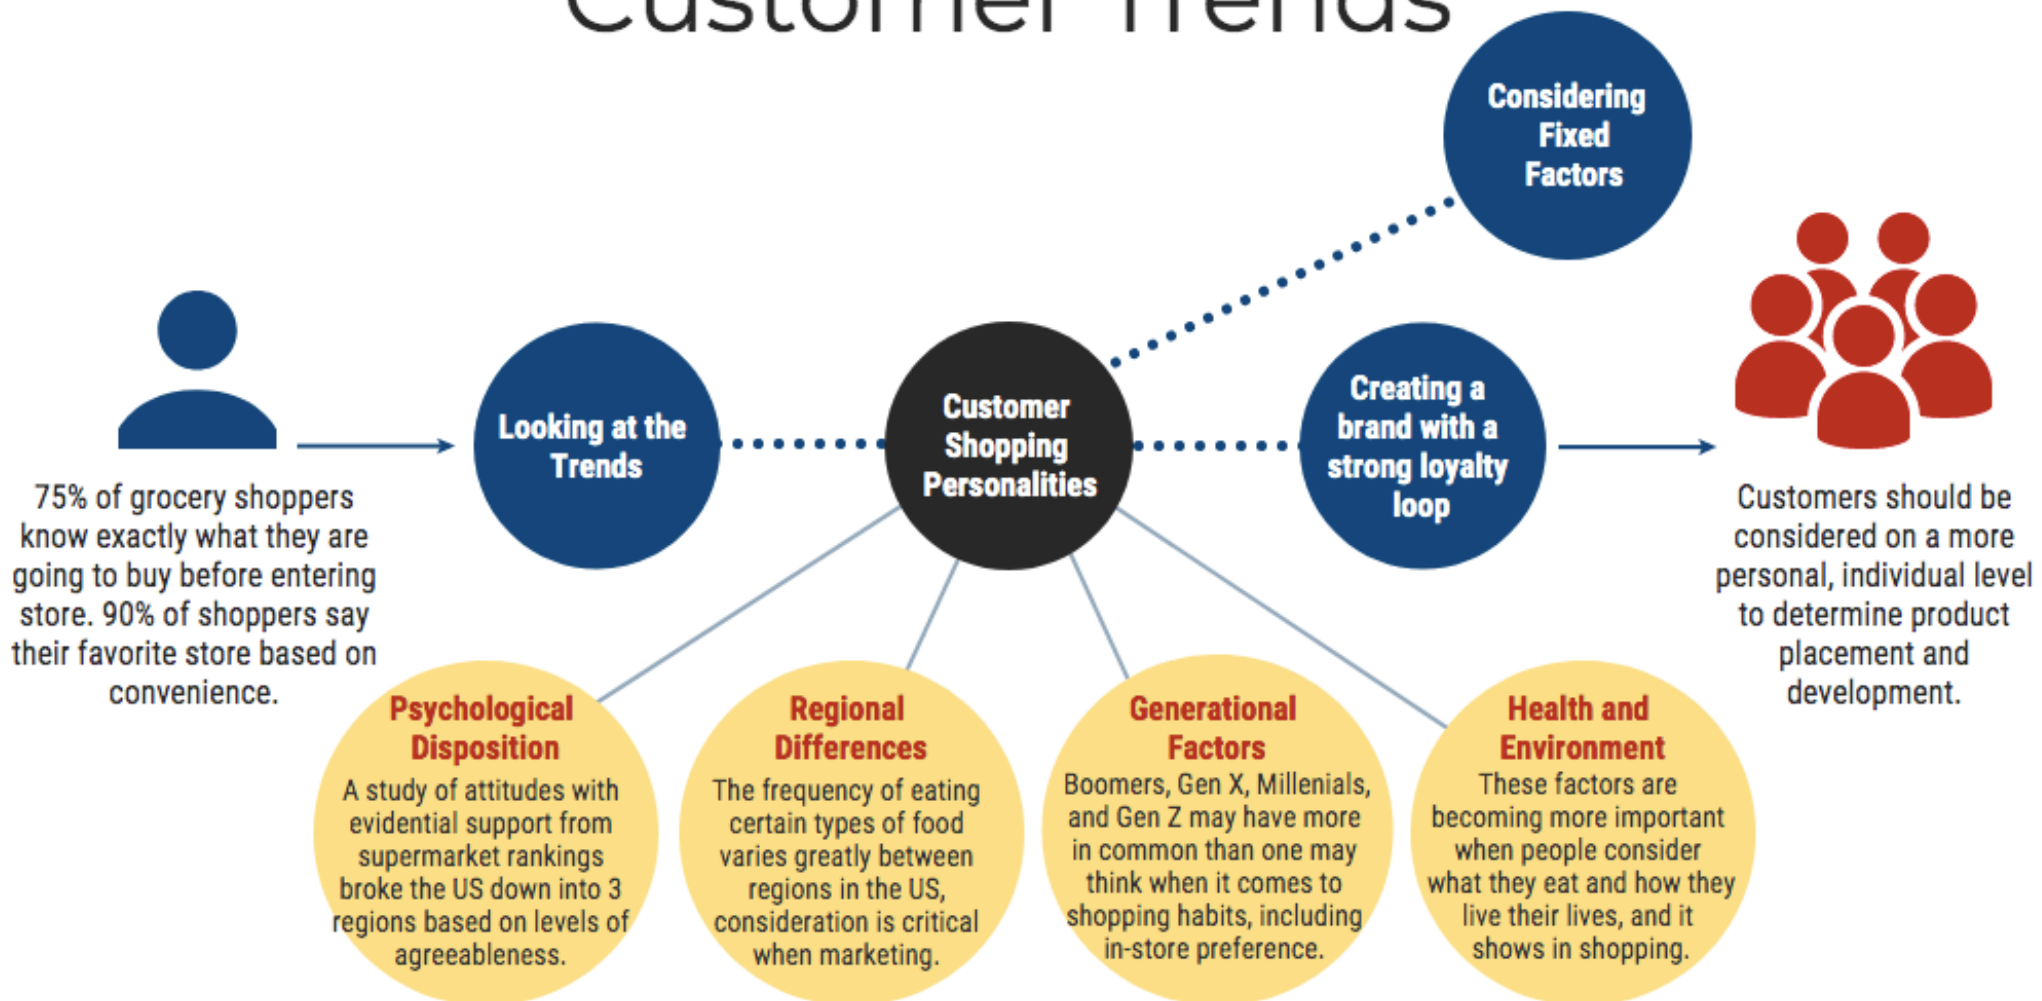 Customer Trends
Considering
Fixed
Factors
75% of grocery shoppers
know exactly what they are
going to buy before entering
store. 90% of shoppers say
their favorite store based on
convenience.
Looking at the
Trends
Customer
Shopping
Personalities
Creating a
brand with a
strong loyalty
loop
Customers should be
considered on a more
personal, individual level
to determine product
placement and
development.
Psychological
Disposition
A study of attitudes with
evidential support from
supermarket rankings
broke the US down into 3
regions based on levels of
agreeableness.
Regional
Differences
The frequency of eating
certain types of food
varies greatly between
regions in the US,
consideration is critical
when marketing.
Generational
Factors
Boomers, Gen X, Millenials,
and Gen Z may have more
in common than one may
think when it comes to
shopping habits, including
in-store preference.
Health and
Environment
These factors are
becoming more important
when people consider
what they eat and how they
live their lives, and it
shows in shopping.